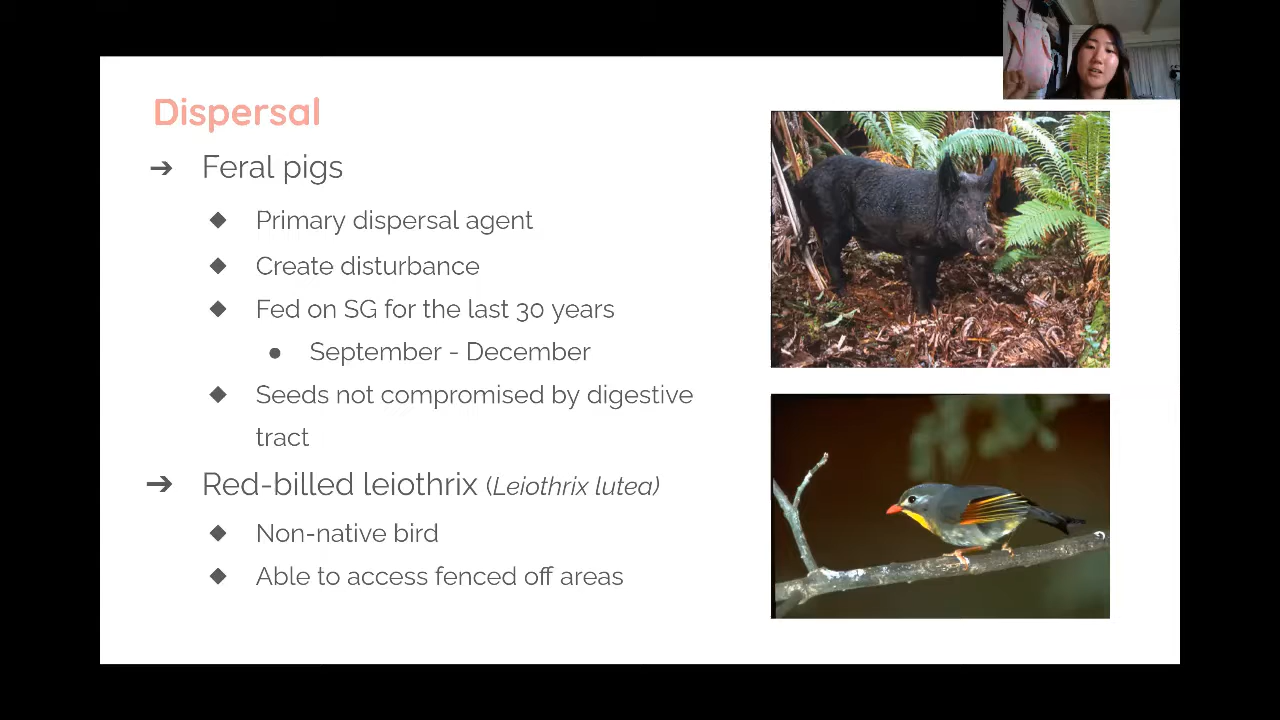 Dispersal
➔ Feral pigs
◆ Primary dispersal agent
◆ Create disturbance
◆ Fed on SG for the last 30 years
● September - December
◆ Seeds not compromised by digestive
tract
➔ Red-billed leiothrix (Leiothrix lutea)
◆ Non-native bird
◆ Able to access fenced off areas